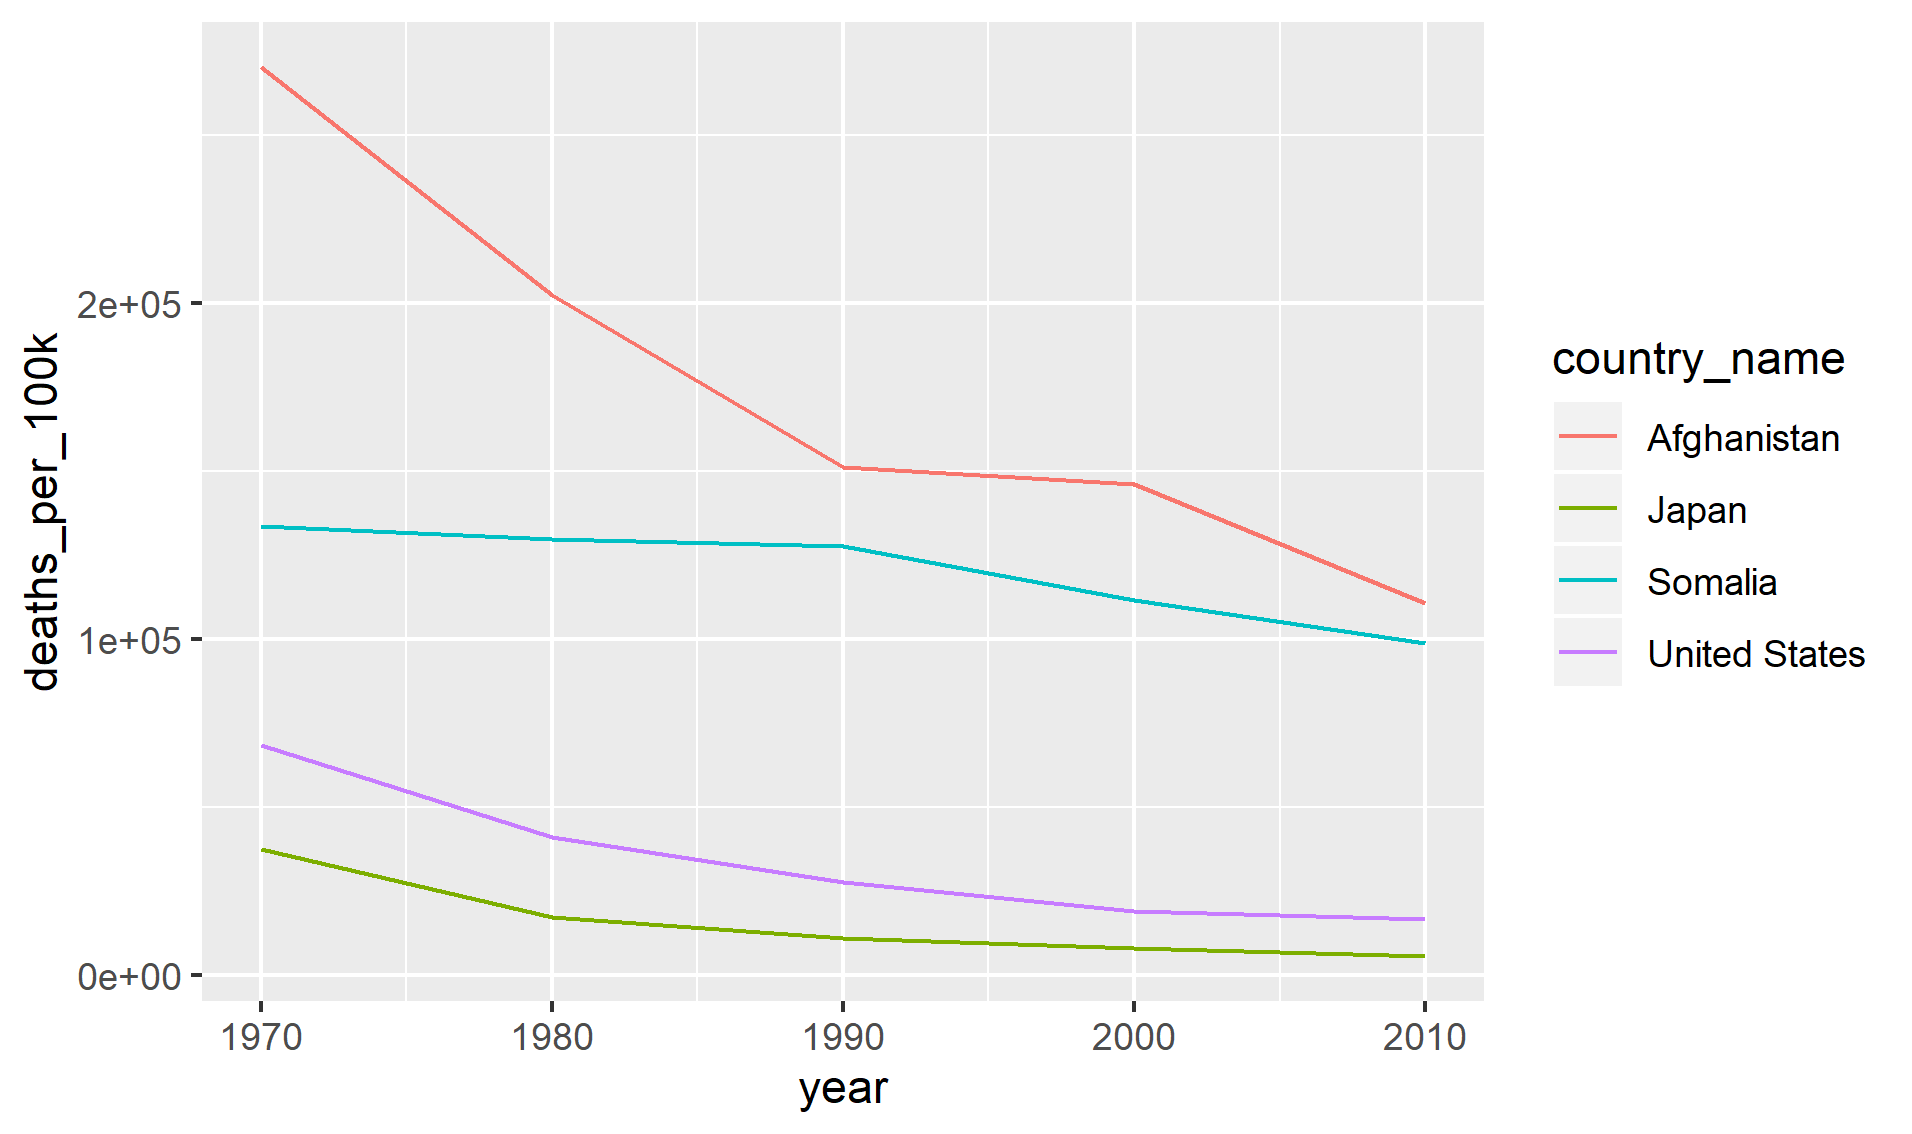 deaths_per_100k
2e+05
1e+05
0e+00
1970 1980 1990 2000 2010
year
country_name
Afghanistan
Japan
Somalia
United States